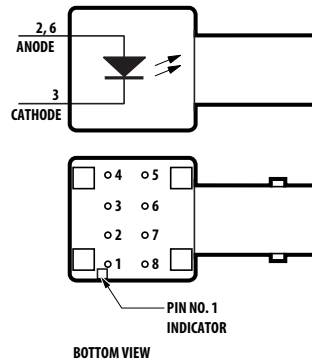 2, 6
ANODE
3
CATHODE
4 5
3 6
2 7
1 8
PIN NO. 1
INDICATOR
BOTTOM VIEW